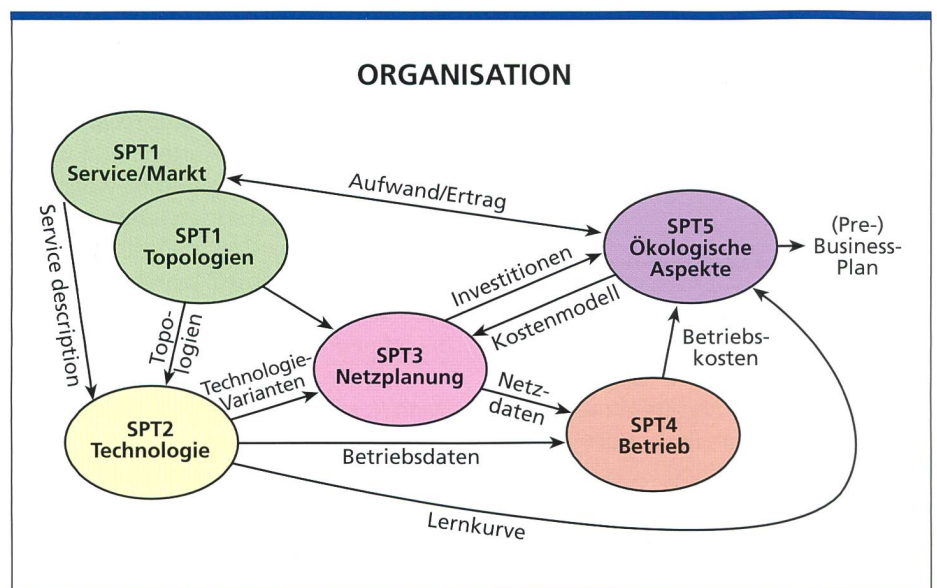 ORGANISATION
SPT1
Service/Markt
SPT1
Topologien
Aufwand/Ertrag
SPT5
Ökologische
Aspekte
(Pre-)
Business-
Plan
Service description
Topo-
logien
Investitionen
Kostenmodell
SPT3
Netzplanung
Technologie-
Varianten
Netz-
daten
Betriebs-
kosten
SPT2
Technologie
SPT4
Betrieb
Betriebsdaten
Lernkurve